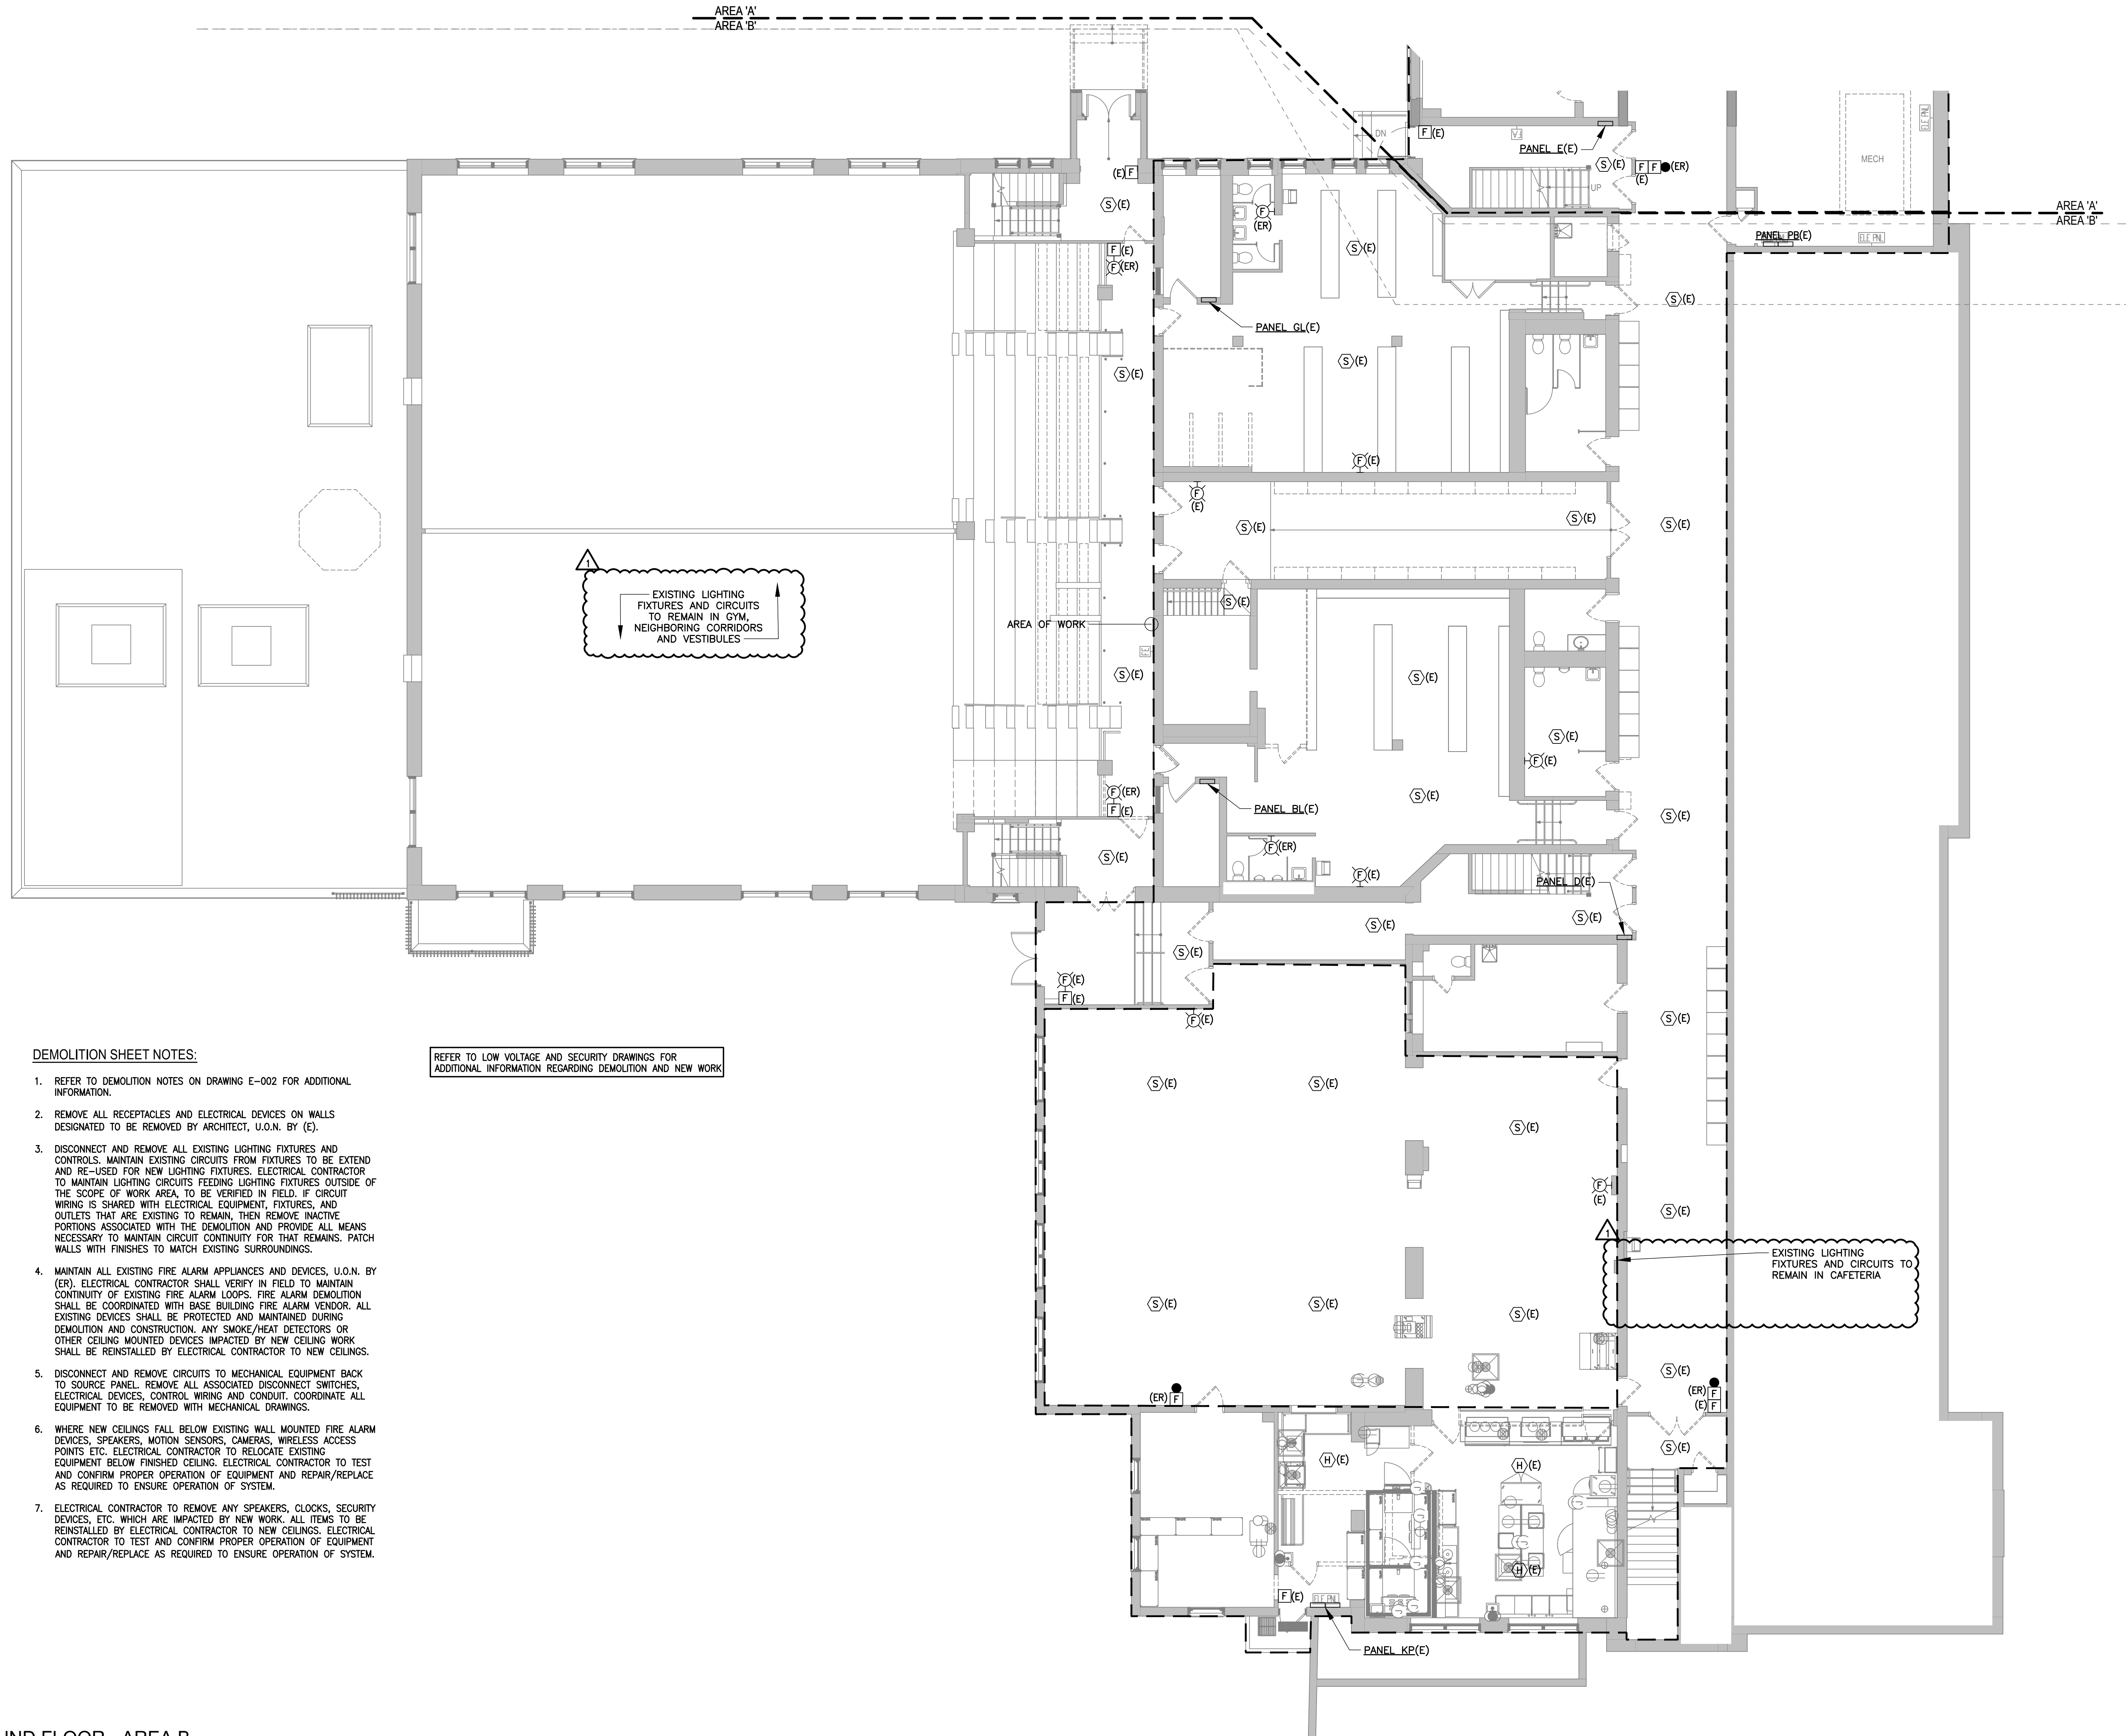 AREA 'A'
AREA 'B'
DN
F (E)
V.I
PANEL E(E)
S (E)
F F (ER)
(E)
UP
MECH
ELE PNL
(E) F
S (E)
F
(ER)
AREA 'A'
AREA 'B'
F (E)
F (ER)
S (E)
PANEL PB(E)
ELE PNL
S (E)
PANEL GL(E)
S (E)
S (E)
F (E)
F
(E)
S (E)
S (E)
S (E)
1
EXISTING LIGHTING
FIXTURES AND CIRCUITS
TO REMAIN IN GYM,
NEIGHBORING CORRIDORS
AND VESTIBULES
S (E)
AREA OF WORK
S (E)
S (E)
S (E)
F (E)
F (ER)
F (E)
PANEL BL(E)
S (E)
S (E)
F (ER)
S (E)
F (E)
PANEL D(E)
S (E)
S (E)
S (E)
F (E)
F (E)
F (E)
S (E)
DEMOLITION SHEET NOTES:
1. REFER TO DEMOLITION NOTES ON DRAWING E-002 FOR ADDITIONAL
INFORMATION.
2. REMOVE ALL RECEPTACLES AND ELECTRICAL DEVICES ON WALLS
DESIGNATED TO BE REMOVED BY ARCHITECT, U.O.N. BY (E).
3. DISCONNECT AND REMOVE ALL EXISTING LIGHTING FIXTURES AND
CONTROLS. MAINTAIN EXISTING CIRCUITS FROM FIXTURES TO BE EXTEND
AND RE-USED FOR NEW LIGHTING FIXTURES. ELECTRICAL CONTRACTOR
TO MAINTAIN LIGHTING CIRCUITS FEEDING LIGHTING FIXTURES OUTSIDE OF
THE SCOPE OF WORK AREA, TO BE VERIFIED IN FIELD. IF CIRCUIT
WIRING IS SHARED WITH ELECTRICAL EQUIPMENT, FIXTURES, AND
OUTLETS THAT ARE EXISTING TO REMAIN, THEN REMOVE INACTIVE
PORTIONS ASSOCIATED WITH THE DEMOLITION AND PROVIDE ALL MEANS
NECESSARY TO MAINTAIN CIRCUIT CONTINUITY FOR THAT REMAINS. PATCH
WALLS WITH FINISHES TO MATCH EXISTING SURROUNDINGS.
4. MAINTAIN ALL EXISTING FIRE ALARM APPLIANCES AND DEVICES, U.O.N. BY
(ER). ELECTRICAL CONTRACTOR SHALL VERIFY IN FIELD TO MAINTAIN
CONTINUITY OF EXISTING FIRE ALARM LOOPS. FIRE ALARM DEMOLITION
SHALL BE COORDINATED WITH BASE BUILDING FIRE ALARM VENDOR. ALL
EXISTING DEVICES SHALL BE PROTECTED AND MAINTAINED DURING
DEMOLITION AND CONSTRUCTION. ANY SMOKE/HEAT DETECTORS OR
OTHER CEILING MOUNTED DEVICES IMPACTED BY NEW CEILING WORK
SHALL BE REINSTALLED BY ELECTRICAL CONTRACTOR TO NEW CEILINGS.
5. DISCONNECT AND REMOVE CIRCUITS TO MECHANICAL EQUIPMENT BACK
TO SOURCE PANEL. REMOVE ALL ASSOCIATED DISCONNECT SWITCHES,
ELECTRICAL DEVICES, CONTROL WIRING AND CONDUIT. COORDINATE ALL
EQUIPMENT TO BE REMOVED WITH MECHANICAL DRAWINGS.
6. WHERE NEW CEILINGS FALL BELOW EXISTING WALL MOUNTED FIRE ALARM
DEVICES, SPEAKERS, MOTION SENSORS, CAMERAS, WIRELESS ACCESS
POINTS ETC. ELECTRICAL CONTRACTOR TO RELOCATE EXISTING
EQUIPMENT BELOW FINISHED CEILING. ELECTRICAL CONTRACTOR TO TEST
AND CONFIRM PROPER OPERATION OF EQUIPMENT AND REPAIR/REPLACE
AS REQUIRED TO ENSURE OPERATION OF SYSTEM.
7. ELECTRICAL CONTRACTOR TO REMOVE ANY SPEAKERS, CLOCKS, SECURITY
DEVICES, ETC. WHICH ARE IMPACTED BY NEW WORK. ALL ITEMS TO BE
REINSTALLED BY ELECTRICAL CONTRACTOR TO NEW CEILINGS. ELECTRICAL
CONTRACTOR TO TEST AND CONFIRM PROPER OPERATION OF EQUIPMENT
AND REPAIR/REPLACE AS REQUIRED TO ENSURE OPERATION OF SYSTEM.
REFER TO LOW VOLTAGE AND SECURITY DRAWINGS FOR
ADDITIONAL INFORMATION REGARDING DEMOLITION AND NEW WORK
S (E)
S (E)
S (E)
F
(E)
S (E)
1
EXISTING LIGHTING
FIXTURES AND CIRCUITS TO
REMAIN IN CAFETERIA
S (E)
S (E)
S (E)
S (E)
(ER) F
(ER) F
(E) F
S (E)
H (E)
H (E)
H (E)
F (E)
ELE PNL
PANEL KP(E)
FLOOR - AREA B